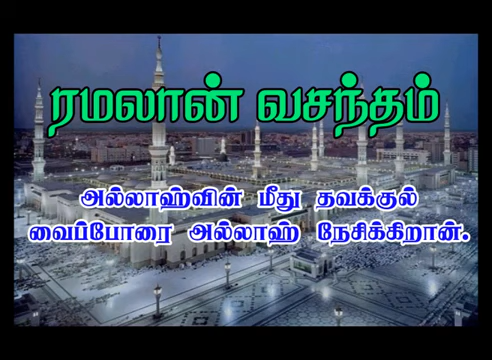 ரமலான் வசந்தம்
அல்லாஹ்வின் மீது தவக்குல்
வைப்போரை அல்லாஹ் நேசிக்கிறான்.